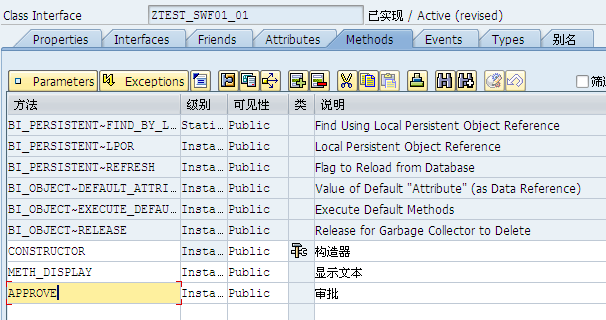 Class Interface ZTEST_SWF01_01 已实现 / Active (revised)
Properties Interfaces Friends Attributes Methods Events Types 别名
Parameters Exceptions 筛
方法 级别 可见性 类 说明
BI_PERSISTENT~FIND_BY_L… Stati… Public Find Using Local Persistent Object Reference
BI_PERSISTENT~LPOR Insta… Public Local Persistent Object Reference
BI_PERSISTENT~REFRESH Insta… Public Flag to Reload from Database
BI_OBJECT~DEFAULT_ATTRI… Insta… Public Value of Default "Attribute" (as Data Reference)
BI_OBJECT~EXECUTE_DEFAU… Insta… Public Execute Default Methods
BI_OBJECT~RELEASE Insta… Public Release for Garbage Collector to Delete
CONSTRUCTOR Insta… Public 构造器
METH_DISPLAY Insta… Public 显示文本
APPROVE Insta… Public 审批